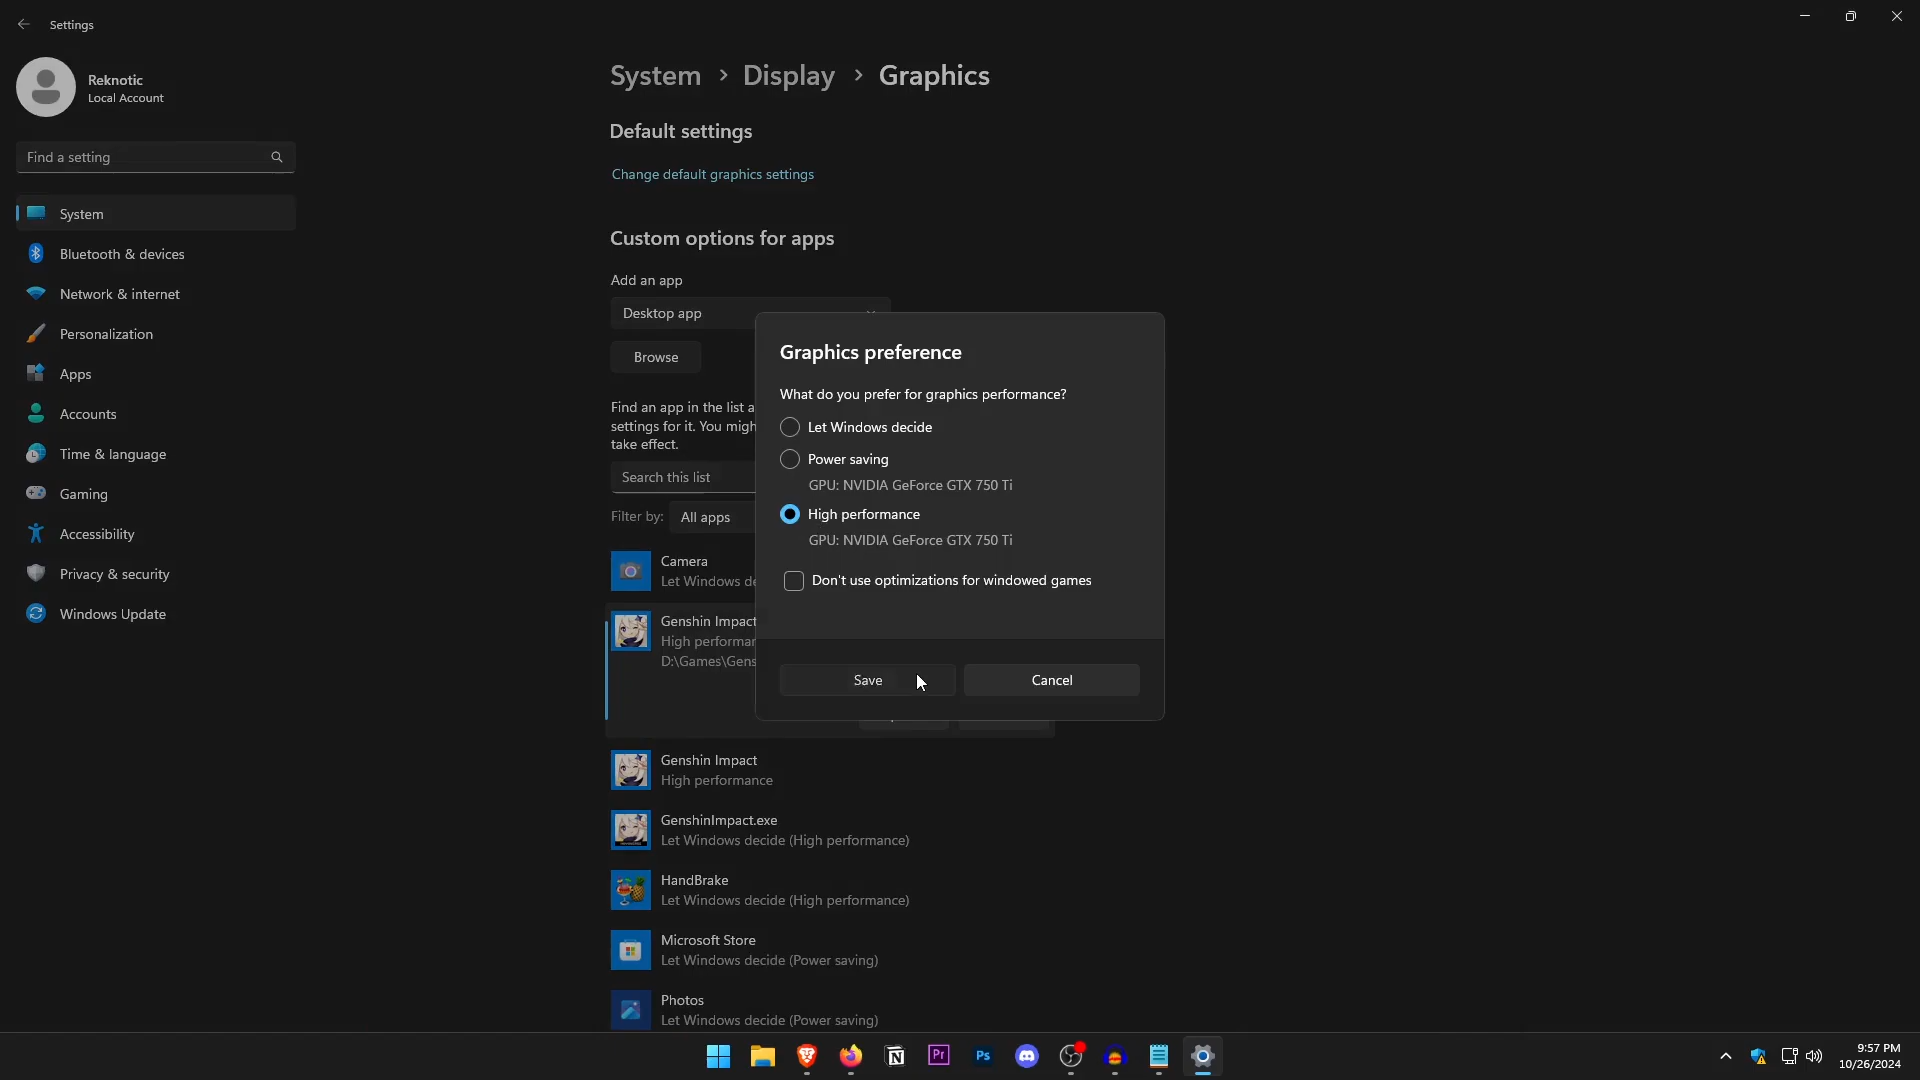 Settings
Reknotic
Local Account
Find a setting
System
Bluetooth & devices
Network & internet
Personalization
Apps
Accounts
Time & language
Gaming
Accessibility
Privacy & security
Windows Update
System > Display > Graphics
Default settings
Change default graphics settings
Custom options for apps
Add an app
Desktop app
Browse
Find an app in the list a
settings for it. You migh
take effect.
Search this list
Filter by: All apps
Camera
Let Windows de
Genshin Impact
High performan
D:\Games\Gens
Genshin Impact
High performance
GenshinImpact.exe
Let Windows decide (High performance)
HandBrake
Let Windows decide (High performance)
Microsoft Store
Let Windows decide (Power saving)
Photos
Let Windows decide (Power saving)
Graphics preference
What do you prefer for graphics performance?
Let Windows decide
Power saving
GPU: NVIDIA GeForce GTX 750 Ti
High performance
GPU: NVIDIA GeForce GTX 750 Ti
Don't use optimizations for windowed games
Save
Cancel
Pr
Ps
9:57 PM
10/26/2024